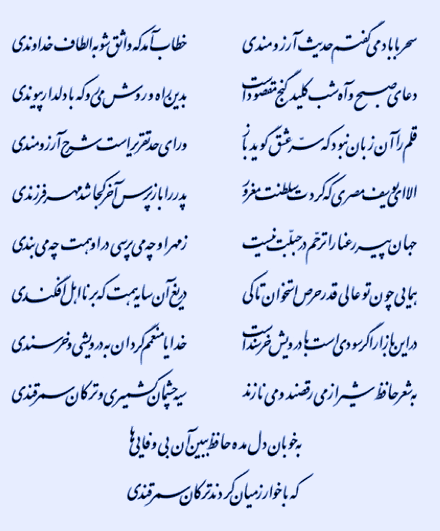 سحر با باد می‌گفتم حدیث آرزومندی خطاب آمد که واثق شو به الطاف خداوندی
دعای صبح و آه شب کلید گنج مقصود است بدین راه و روش می‌رو که با دلدار پیوندی
قلم را آن زبان نبود که سرّ عشق گوید باز ورای حد تقریر است شرح آرزومندی
الا ای یوسف مصری که کردت سلطنت مغرور پدر را بازپرس آخر کجا شد مهر فرزندی
جهان پیر رعنا را ترحّم در جبلّت نیست ز مهر او چه می‌پرسی در او همت چه می‌بندی
همایی چون تو عالی قدر حرص استخوان تا کی دریغ آن سایه همت که بر نااهل افکندی
در این بازار اگر سودی است با درویش خرسند است خدایا منعمم گردان به درویشی و خرسندی
به شعر حافظ شیراز می‌رقصند و می‌نازند سیه چشمان کشمیری و ترکان سمرقندی
به خوبان دل مده حافظ ببین آن بی‌وفایی‌ها
که با خوارزمیان کردند ترکان سمرقندی